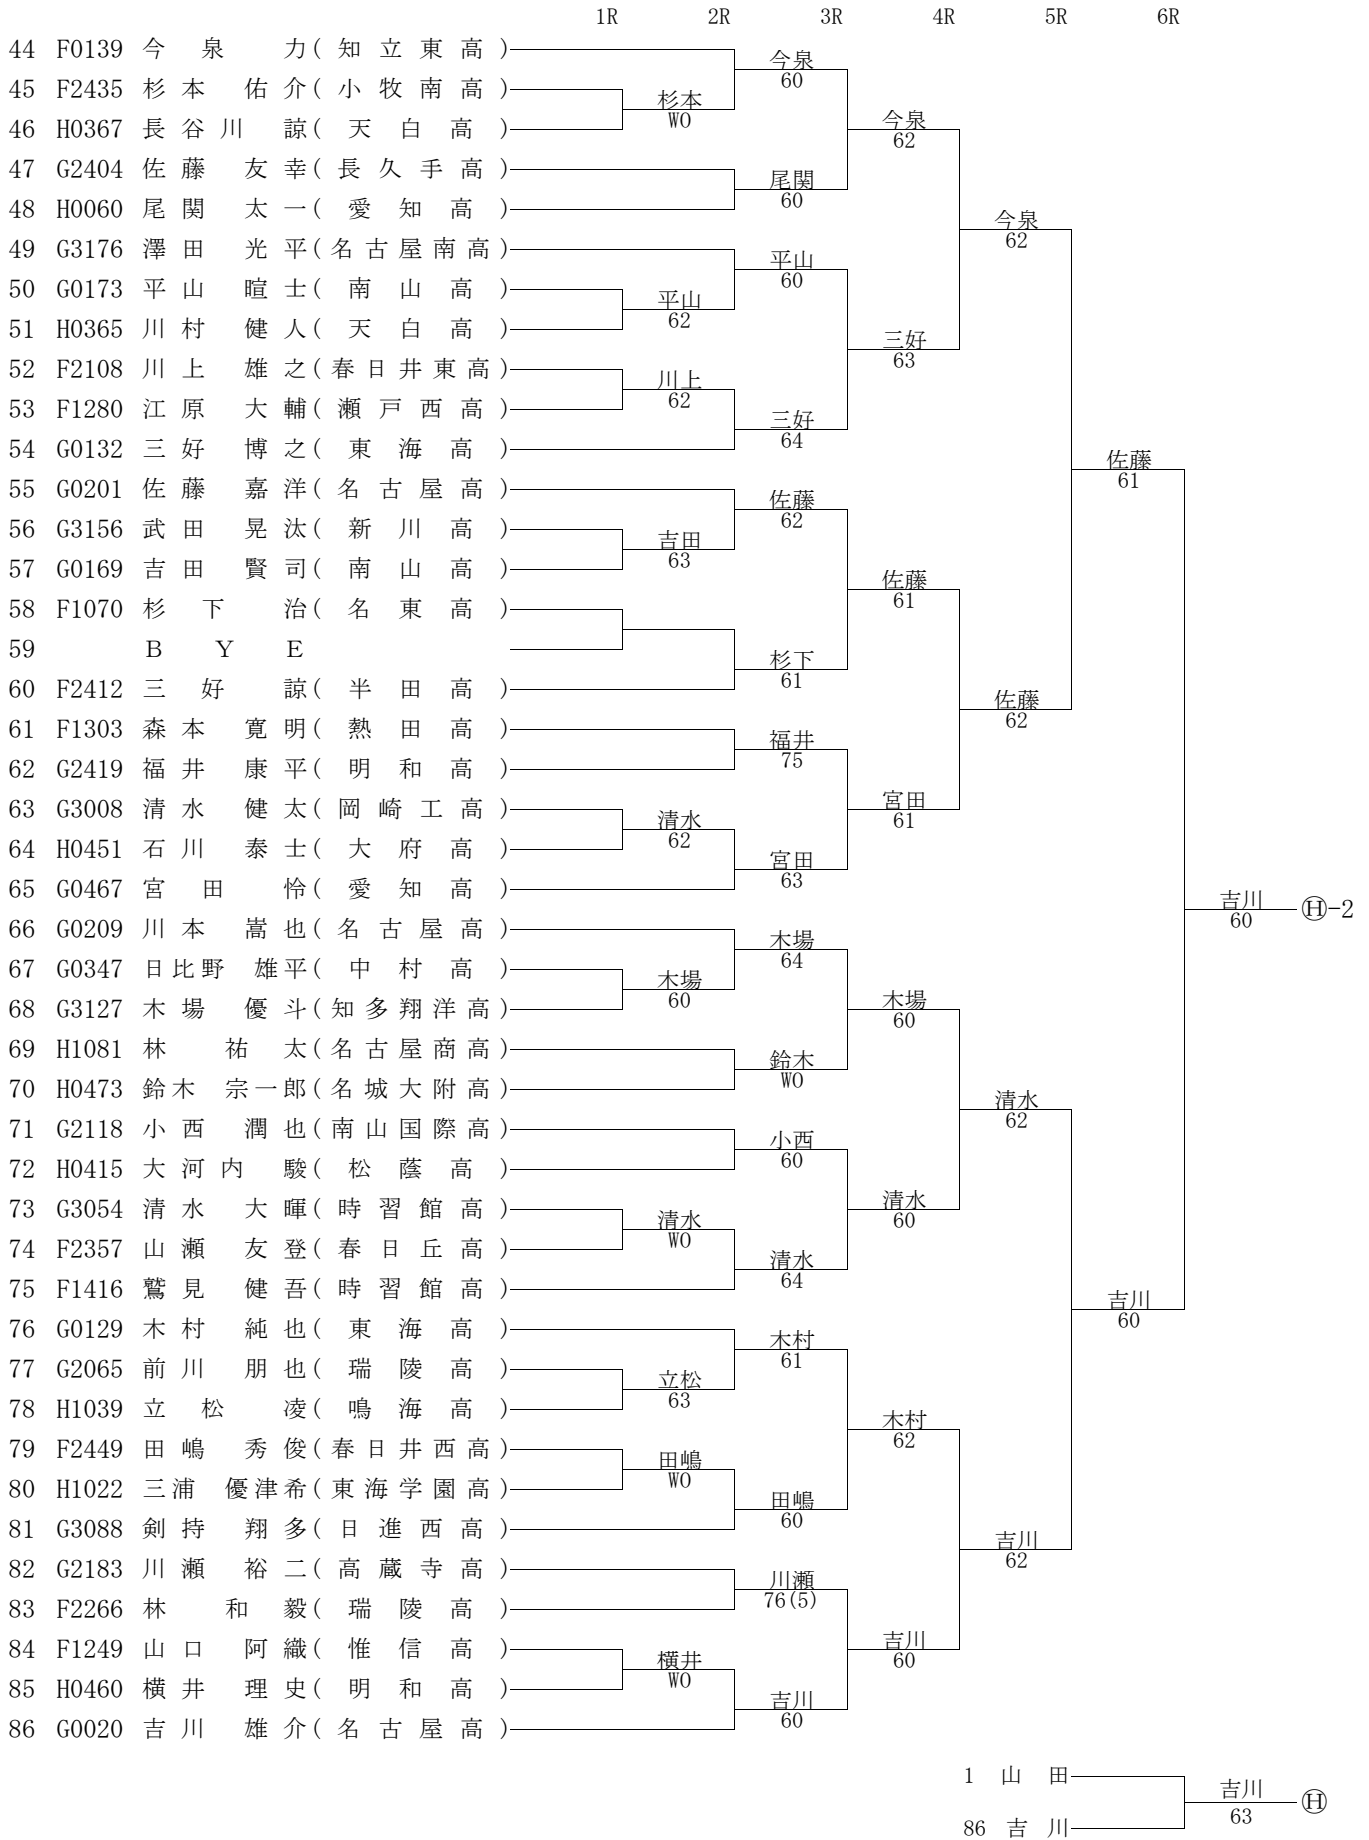 1R 2R 3R 4R 5R 6R
44 F0139 今泉 力(知立東高)
今泉
60
45 F2435 杉本 佑介(小牧南高)
杉本
WO
46 H0367 長谷川 諒(天白高)
今泉
62
47 G2404 佐藤 友幸(長久手高)
尾関
60
48 H0060 尾関 太一(愛知高)
今泉
62
49 G3176 澤田 光平(名古屋南高)
平山
60
50 G0173 平山 暄士(南山高)
平山
62
51 H0365 川村 健人(天白高)
三好
63
52 F2108 川上 雄之(春日井東高)
川上
62
53 F1280 江原 大輔(瀬戸西高)
三好
64
54 G0132 三好 博之(東海高)
佐藤
61
55 G0201 佐藤 嘉洋(名古屋高)
佐藤
62
56 G3156 武田 晃汰(新川高)
吉田
63
57 G0169 吉田 賢司(南山高)
佐藤
61
58 F1070 杉下 治(名東高)
59 BYE
杉下
61
60 F2412 三好 諒(半田高)
佐藤
62
61 F1303 森本 寛明(熱田高)
福井
75
62 G2419 福井 康平(明和高)
63 G3008 清水 健太(岡崎工高)
清水
62
宮田
61
64 H0451 石川 泰士(大府高)
宮田
63
65 G0467 宮田 怜(愛知高)
吉川
60
Ⓗ-2
66 G0209 川本 嵩也(名古屋高)
木場
64
67 G0347 日比野 雄平(中村高)
木場
60
68 G3127 木場 優斗(知多翔洋高)
木場
60
69 H1081 林 祐太(名古屋商高)
鈴木
WO
70 H0473 鈴木 宗一郎(名城大附高)
清水
62
71 G2118 小西 潤也(南山国際高)
小西
60
72 H0415 大河内 駿(松蔭高)
73 G3054 清水 大暉(時習館高)
清水
WO
清水
60
74 F2357 山瀬 友登(春日丘高)
清水
64
75 F1416 鷲見 健吾(時習館高)
吉川
60
76 G0129 木村 純也(東海高)
木村
61
77 G2065 前川 朋也(瑞陵高)
立松
63
78 H1039 立松 凌(鳴海高)
木村
62
79 F2449 田嶋 秀俊(春日井西高)
田嶋
WO
80 H1022 三浦 優津希(東海学園高)
田嶋
60
81 G3088 剣持 翔多(日進西高)
吉川
62
82 G2183 川瀬 裕二(高蔵寺高)
川瀬
76(5)
83 F2266 林 和毅(瑞陵高)
84 F1249 山口 阿織(惟信高)
横井
WO
吉川
60
85 H0460 横井 理史(明和高)
吉川
60
86 G0020 吉川 雄介(名古屋高)
1 山田
吉川
63
Ⓗ
86 吉川